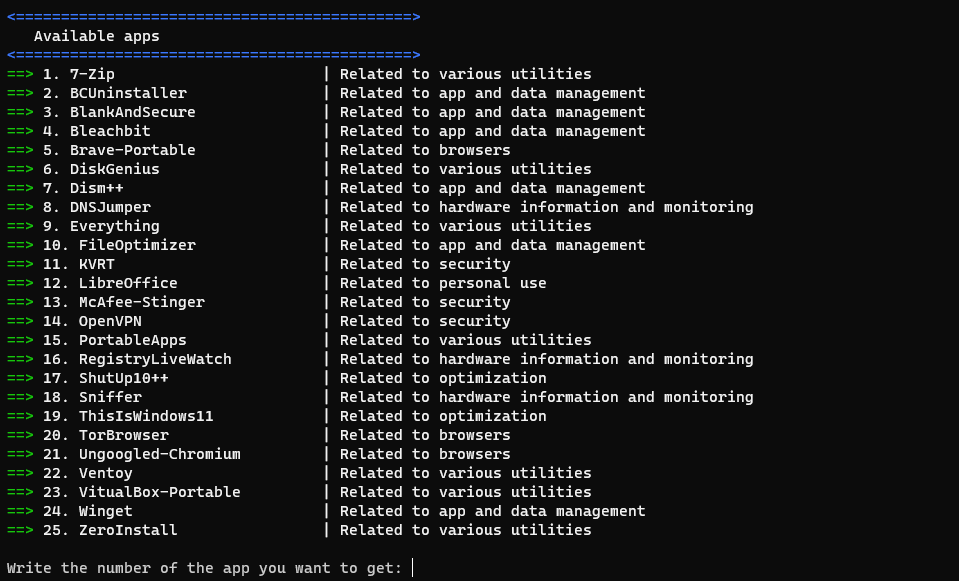 <============================================>
Available apps
<============================================>
==> 1. 7-Zip | Related to various utilities
==> 2. BCUninstaller | Related to app and data management
==> 3. BlankAndSecure | Related to app and data management
==> 4. Bleachbit | Related to app and data management
==> 5. Brave-Portable | Related to browsers
==> 6. DiskGenius | Related to various utilities
==> 7. Dism++ | Related to app and data management
==> 8. DNSJumper | Related to hardware information and monitoring
==> 9. Everything | Related to various utilities
==> 10. FileOptimizer | Related to app and data management
==> 11. KVRT | Related to security
==> 12. LibreOffice | Related to personal use
==> 13. McAfee-Stinger | Related to security
==> 14. OpenVPN | Related to security
==> 15. PortableApps | Related to various utilities
==> 16. RegistryLiveWatch | Related to hardware information and monitoring
==> 17. ShutUp10++ | Related to optimization
==> 18. Sniffer | Related to hardware information and monitoring
==> 19. ThisIsWindows11 | Related to optimization
==> 20. TorBrowser | Related to browsers
==> 21. Ungoogled-Chromium | Related to browsers
==> 22. Ventoy | Related to various utilities
==> 23. VitualBox-Portable | Related to various utilities
==> 24. Winget | Related to app and data management
==> 25. ZeroInstall | Related to various utilities
Write the number of the app you want to get: